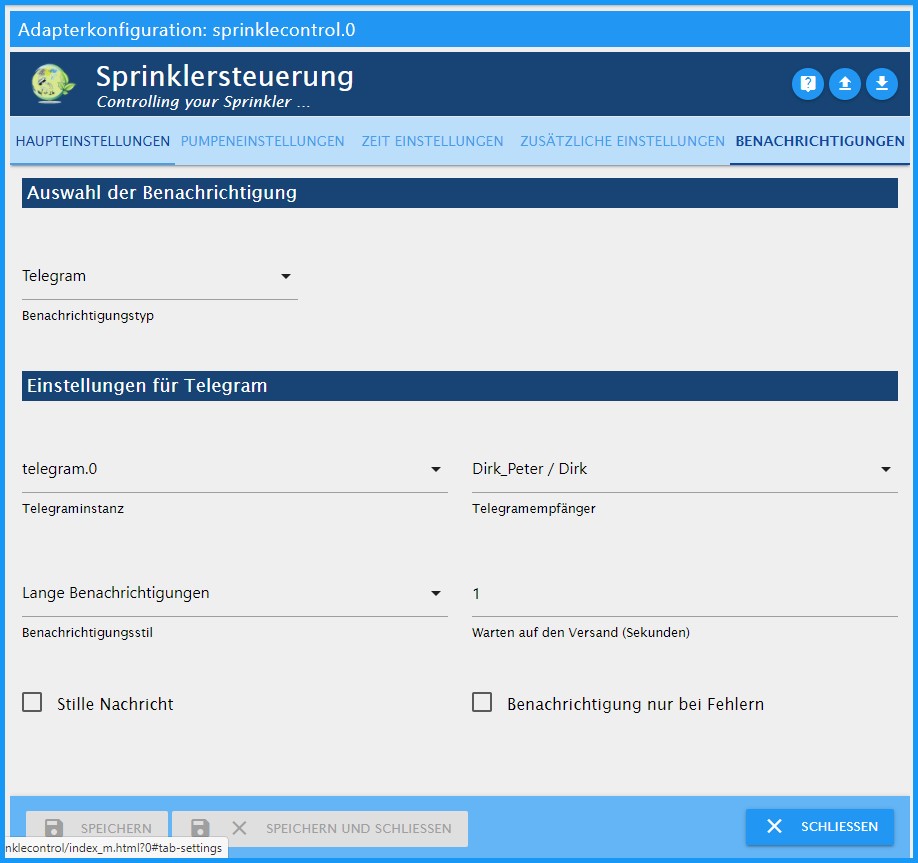 Adapterkonfiguration: sprinklecontrol.0
Sprinklersteuerung
Controlling your Sprinkler ...
HAUPTEINSTELLUNGEN PUMPENEINSTELLUNGEN ZEIT EINSTELLUNGEN ZUSÄTZLICHE EINSTELLUNGEN BENACHRICHTIGUNGEN
Auswahl der Benachrichtigung
Telegram
Benachrichtigungstyp
Einstellungen für Telegram
telegram.0 Dirk_Peter / Dirk
Telegraminstanz Telegramempfänger
Lange Benachrichtigungen 1
Benachrichtigungsstil Warten auf den Versand (Sekunden)
Stille Nachricht Benachrichtigung nur bei Fehlern
SPEICHERN SPEICHERN UND SCHLIESSEN SCHLIESSEN
nklecontrol/index_m.html?0#tab-settings